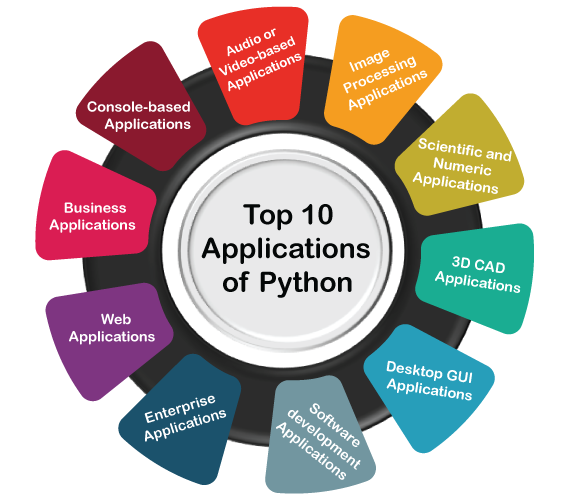 Top 10
Applications
of Python
Audio or
Video-based
Applications
Image
Processing
Applications
Scientific and
Numeric
Applications
3D CAD
Applications
Desktop GUI
Applications
Software
development
Applications
Enterprise
Applications
Web
Applications
Business
Applications
Console-based
Applications